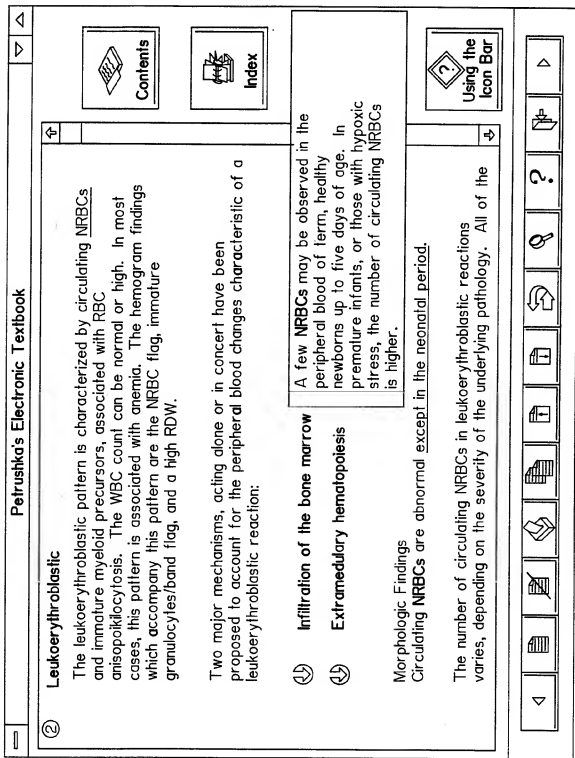 Petrushka's Electronic Textbook
② Leukoerythroblastic
The leukoerythroblastic pattern is characterized by circulating NRBCs
and immature myeloid precursors, associated with RBC
anisopoikilocytosis. The WBC count can be normal or high. In most
cases, this pattern is associated with anemia. The hemogram findings
which accompany this pattern are the NRBC flag, immature
granulocytes/band flag, and a high RDW.
Two major mechanisms, acting alone or in concert have been
proposed to account for the peripheral blood changes characteristic of a
leukoerythroblastic reaction:
Infiltration of the bone marrow
Extramedulary hematopoiesis
A few NRBCs may be observed in the
peripheral blood of term, healthy
newborns up to five days of age. In
premature infants, or those with hypoxic
stress, the number of circulating NRBCs
is higher.
Morphologic Findings
Circulating NRBCs are abnormal except in the neonatal period.
The number of circulating NRBCs in leukoerythroblastic reactions
varies, depending on the severity of the underlying pathology. All of the
Contents
Index
?
Using the
Icon Bar
?